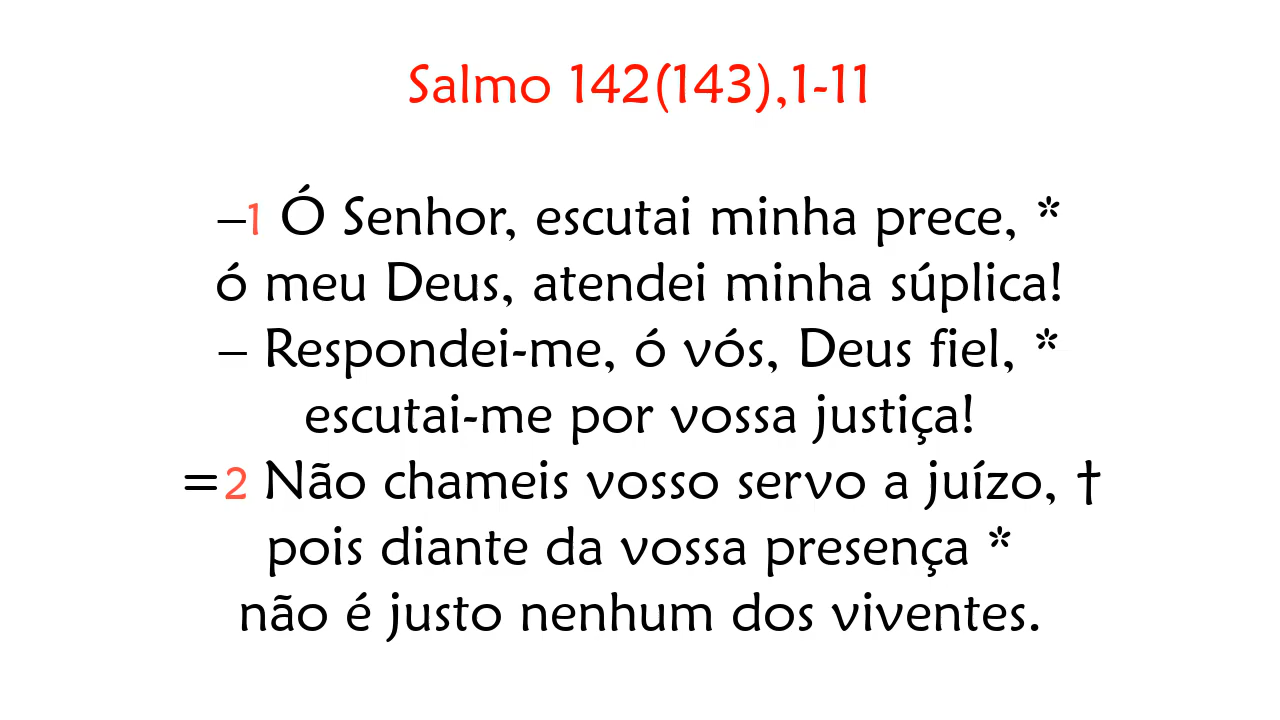 Salmo 142(143),1-11
–1 Ó Senhor, escutai minha prece, *
ó meu Deus, atendei minha súplica!
– Respondei-me, ó vós, Deus fiel, *
escutai-me por vossa justiça!
=2 Não chameis vosso servo a juízo, †
pois diante da vossa presença *
não é justo nenhum dos viventes.